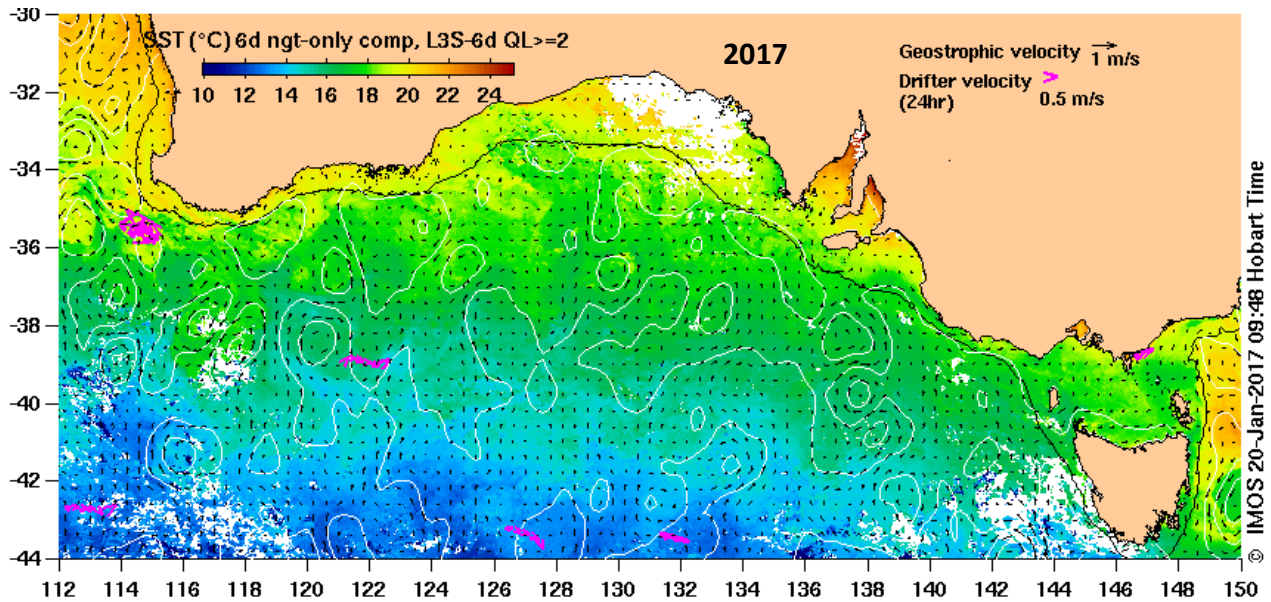 SST (°C) 6d ngt-only comp, L3S-6d QL>=2
10 12 14 16 18 20 22 24
2017
Geostrophic velocity 1 m/s
Drifter velocity
(24hr) 0.5 m/s
-30
-32
-34
-36
-38
-40
-42
-44
112 114 116 118 120 122 124 126 128 130 132 134 136 138 140 142 144 146 148 150
© IMOS 20-Jan-2017 09:48 Hobart Time